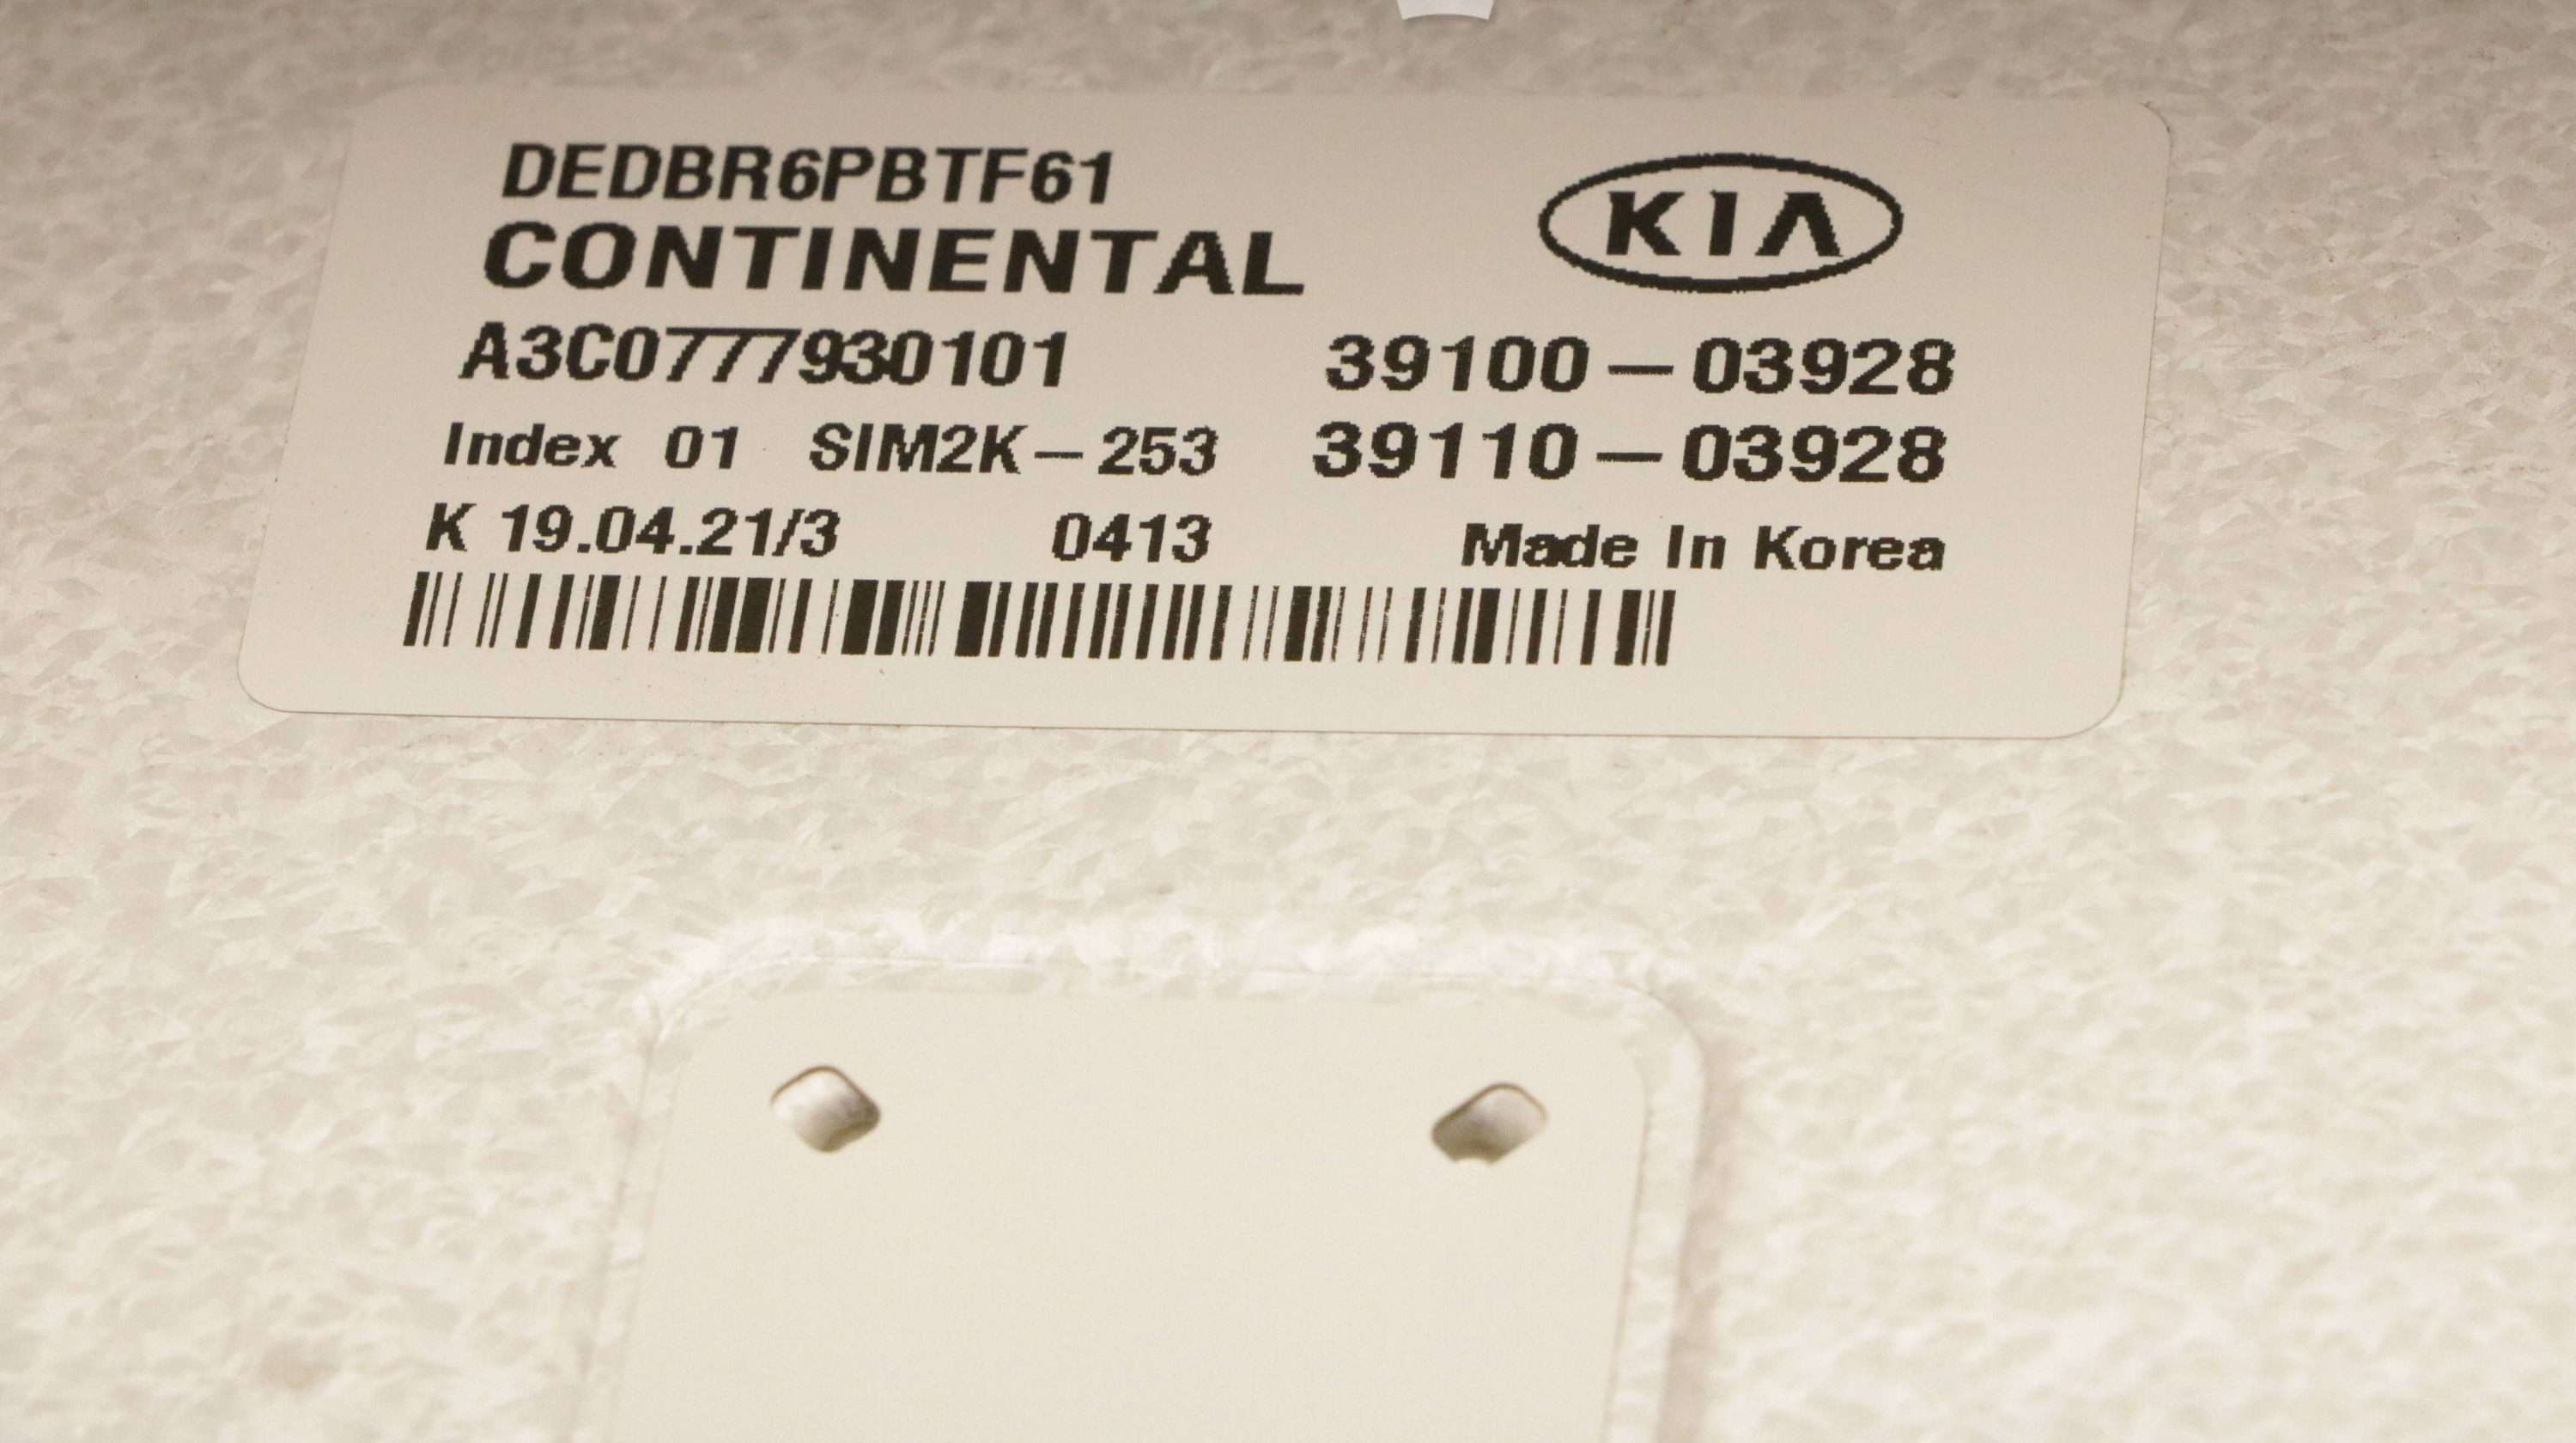 DEDBR6PBTF61
CONTINENTAL
KIA
A3C0777930101 39100-03928
Index 01 SIM2K-253 39110-03928
K 19.04.21/3 0413 Made In Korea